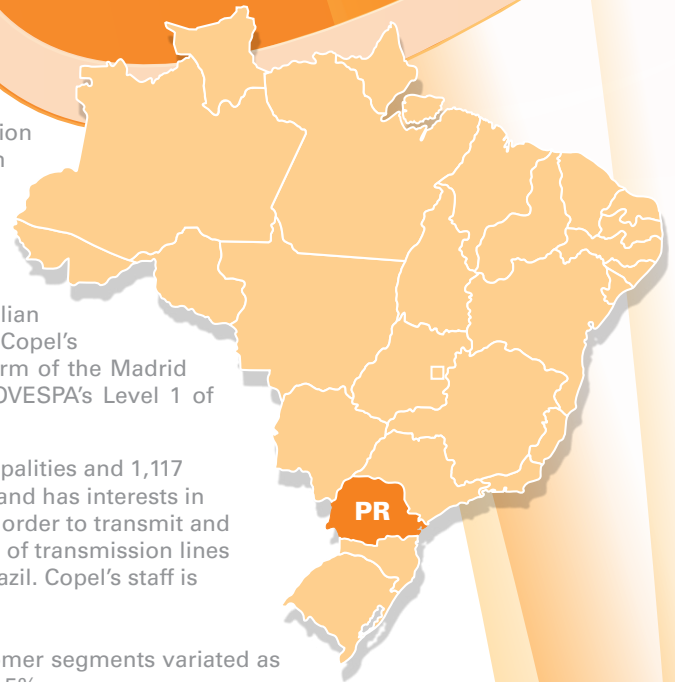 ion
n
lian
Copel's
rm of the Madrid
OVESPA's Level 1 of
palities and 1,117
and has interests in
order to transmit and
of transmission lines
azil. Copel's staff is
PR
mer segments variated as
5%